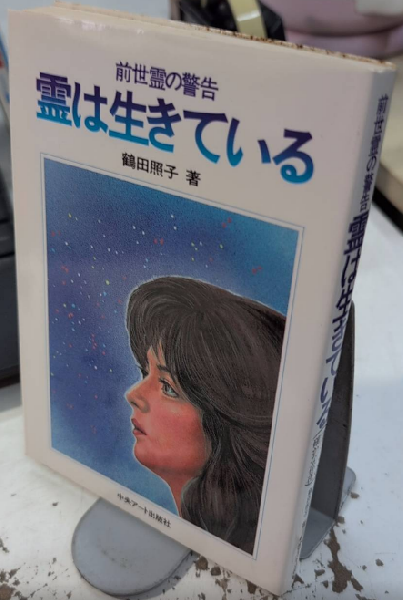 前世霊の警告
霊は生きている
鶴田照子 著
中央アート出版社
前世霊の警告
霊は生きている